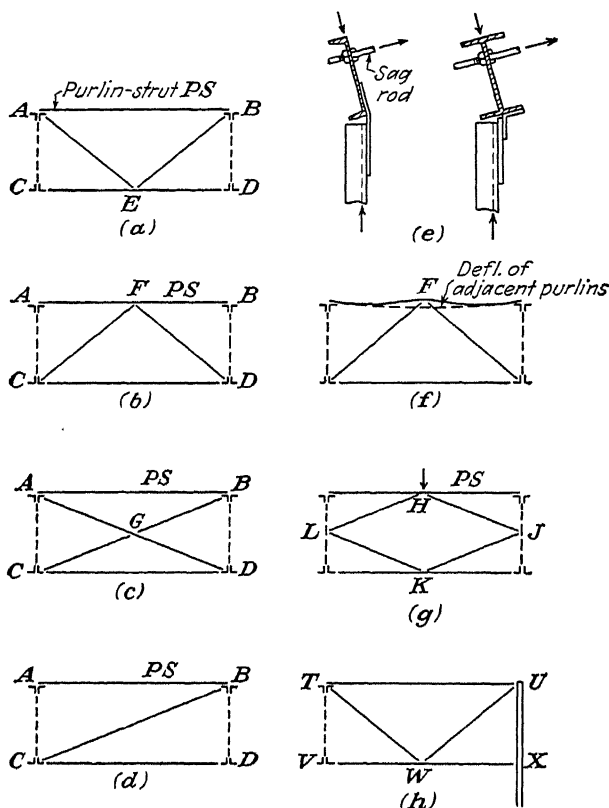 Purlin-strut PS
A B
C D
E
(a)
Sag
rod
(e)
A F PS B
C D
(b)
Defl. of
adjacent purlins
F
(f)
A PS B
G
C D
(c)
PS
H
L J
K
(g)
A PS B
C D
(d)
T U
V W X
(h)